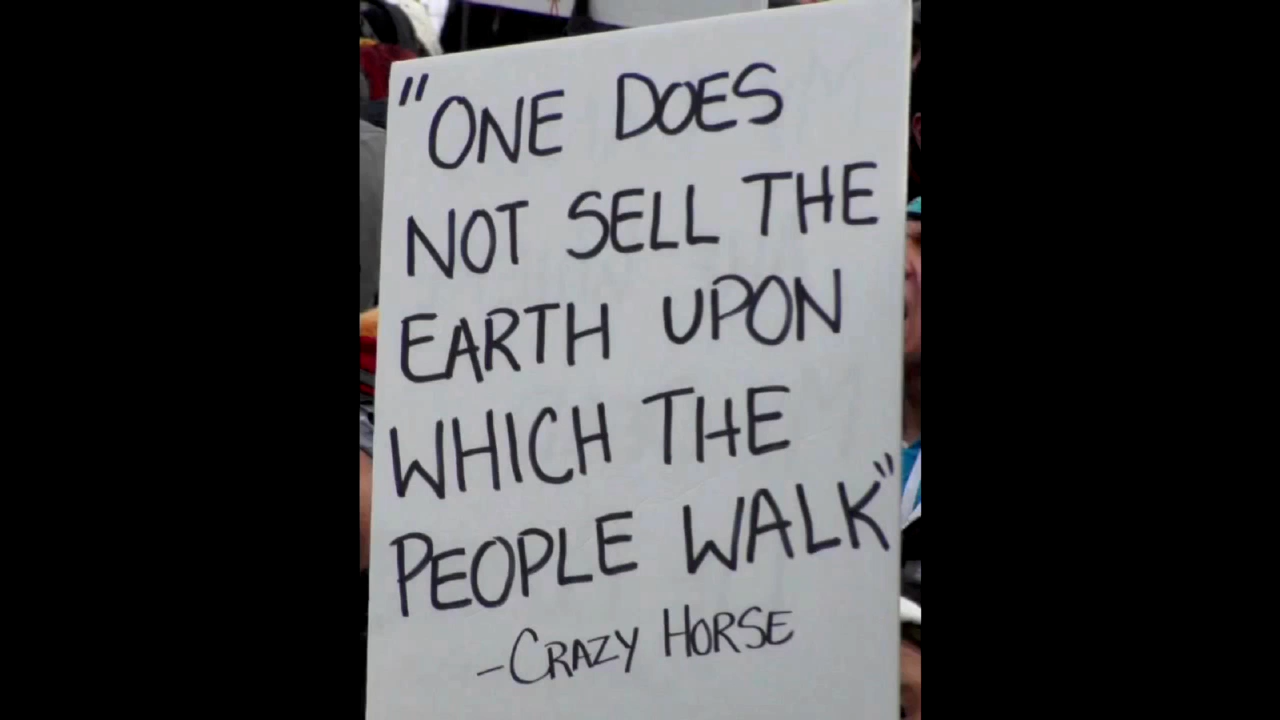 "ONE DOES
NOT SELL THE
EARTH UPON
WHICH THE
PEOPLE WALK"
-CRAZY HORSE